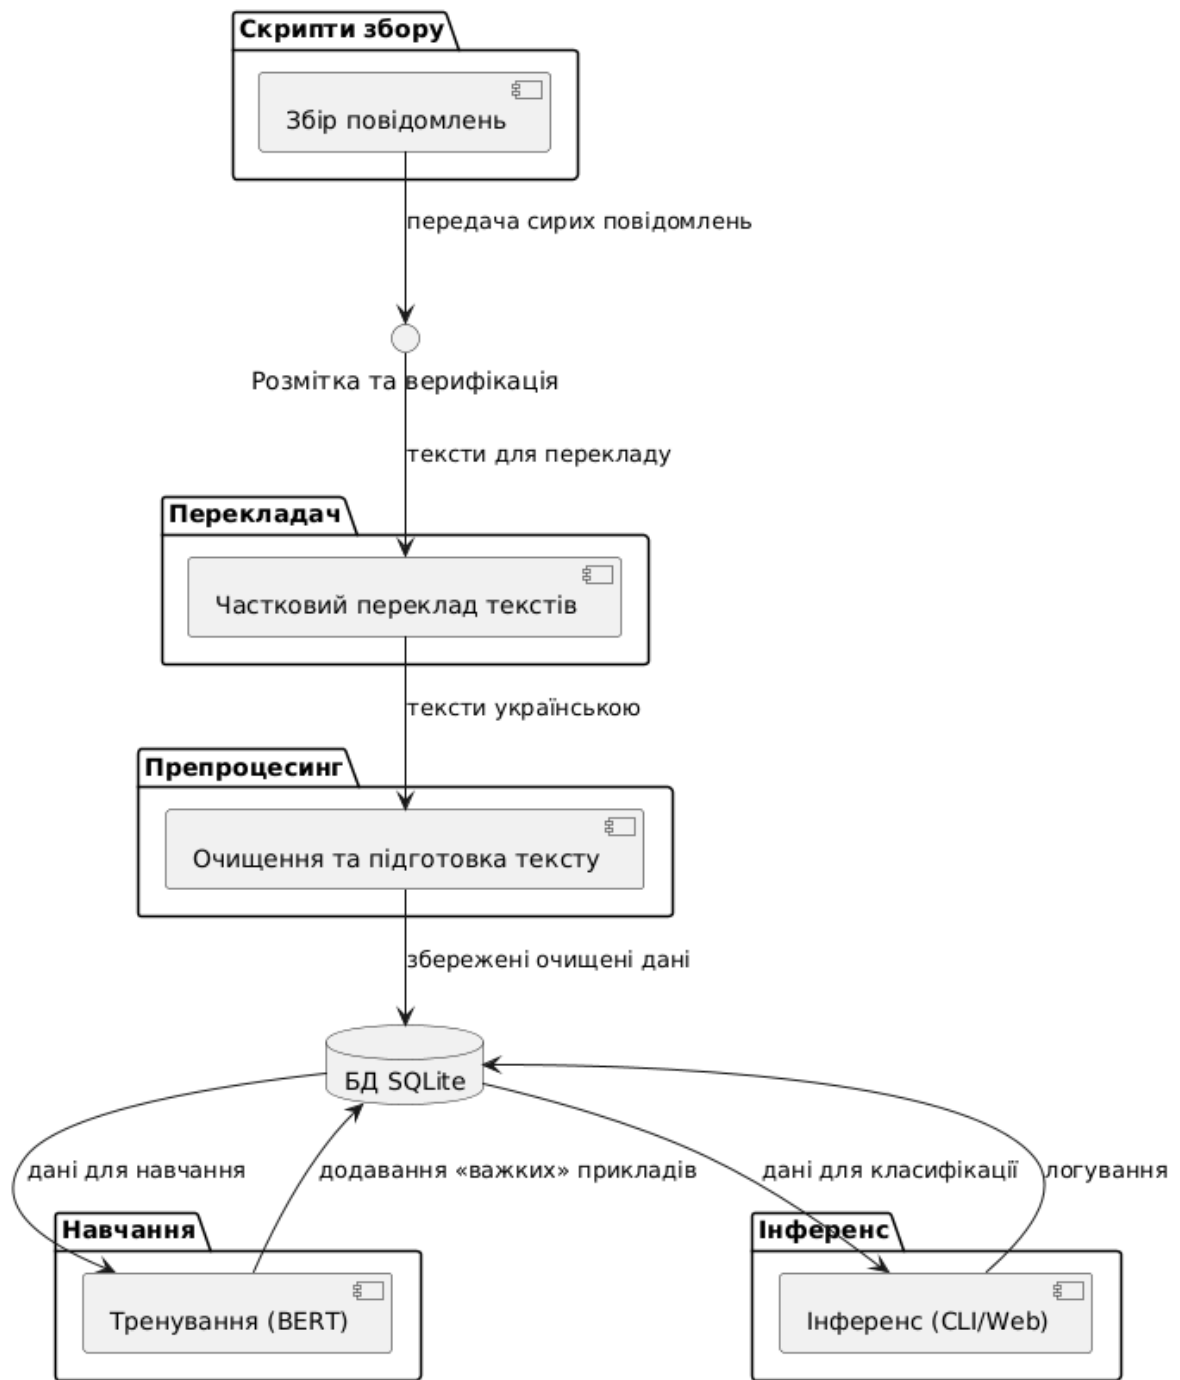 Скрипти збору
Збір повідомлень
передача сирих повідомлень
Розмітка та верифікація
тексти для перекладу
Перекладач
Частковий переклад текстів
тексти українською
Препроцесинг
Очищення та підготовка тексту
збережені очищені дані
БД SQLite
дані для навчання
додавання «важких» прикладів
дані для класифікації
логування
Навчання
Інференс
Тренування (BERT)
Інференс (CLI/Web)